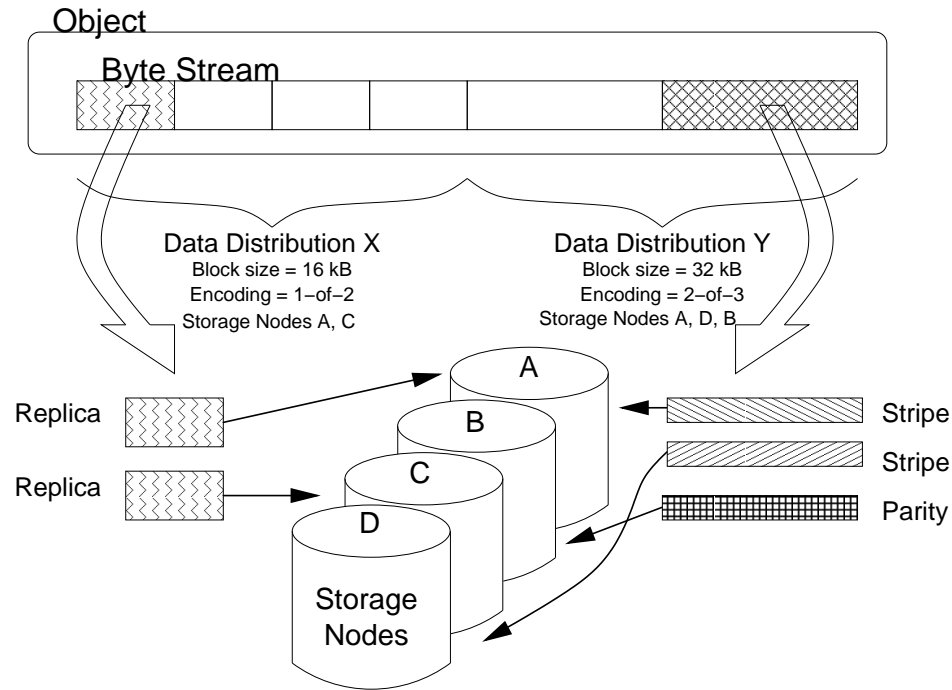 Object
Byte Stream
Data Distribution X
Block size = 16 kB
Encoding = 1−of−2
Storage Nodes A, C
Data Distribution Y
Block size = 32 kB
Encoding = 2−of−3
Storage Nodes A, D, B
A
B
C
D
Storage
Nodes
Replica
Replica
Stripe
Stripe
Parity